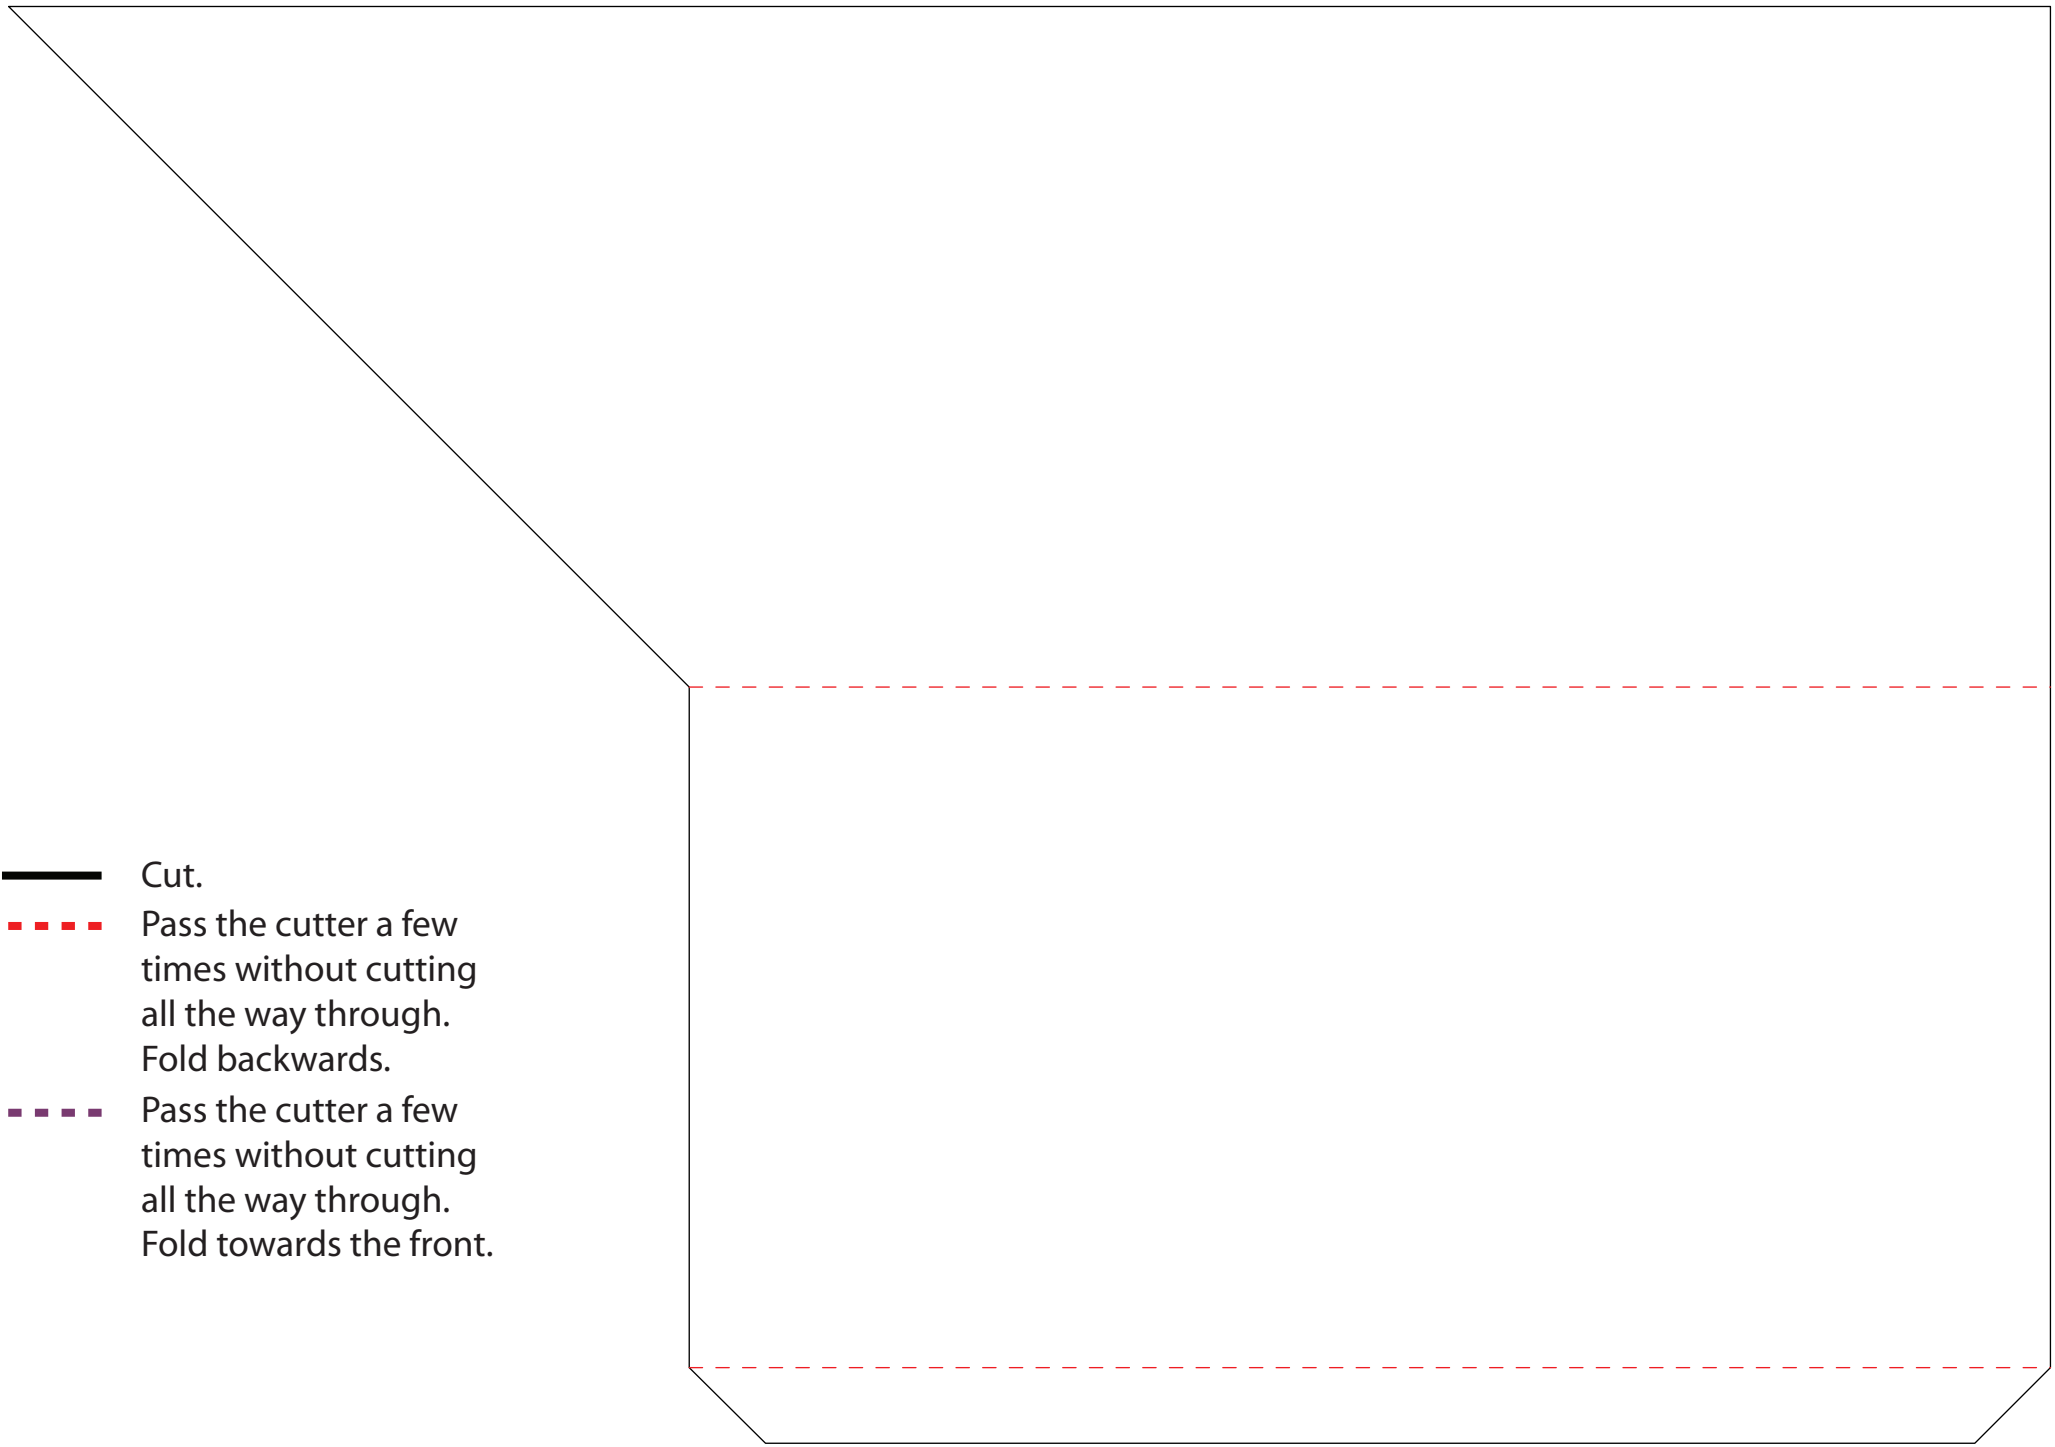 Cut.
Pass the cutter a few
times without cutting
all the way through.
Fold backwards.
Pass the cutter a few
times without cutting
all the way through.
Fold towards the front.